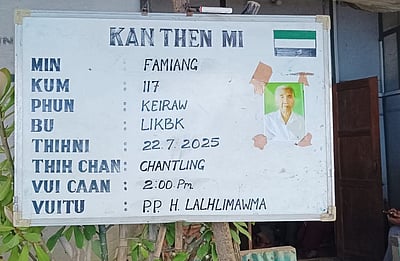 KAN THEN MI
MIN : FAMIANG
KUM : 117
PHUN : KEIRAW
BU : LIKBK
THIHNI : 22.7.2025
THIH CHAN : CHANTLING
VUI CAAN : 2:00 Pm
VUITU : P.P. H. LALHLIMAWMA